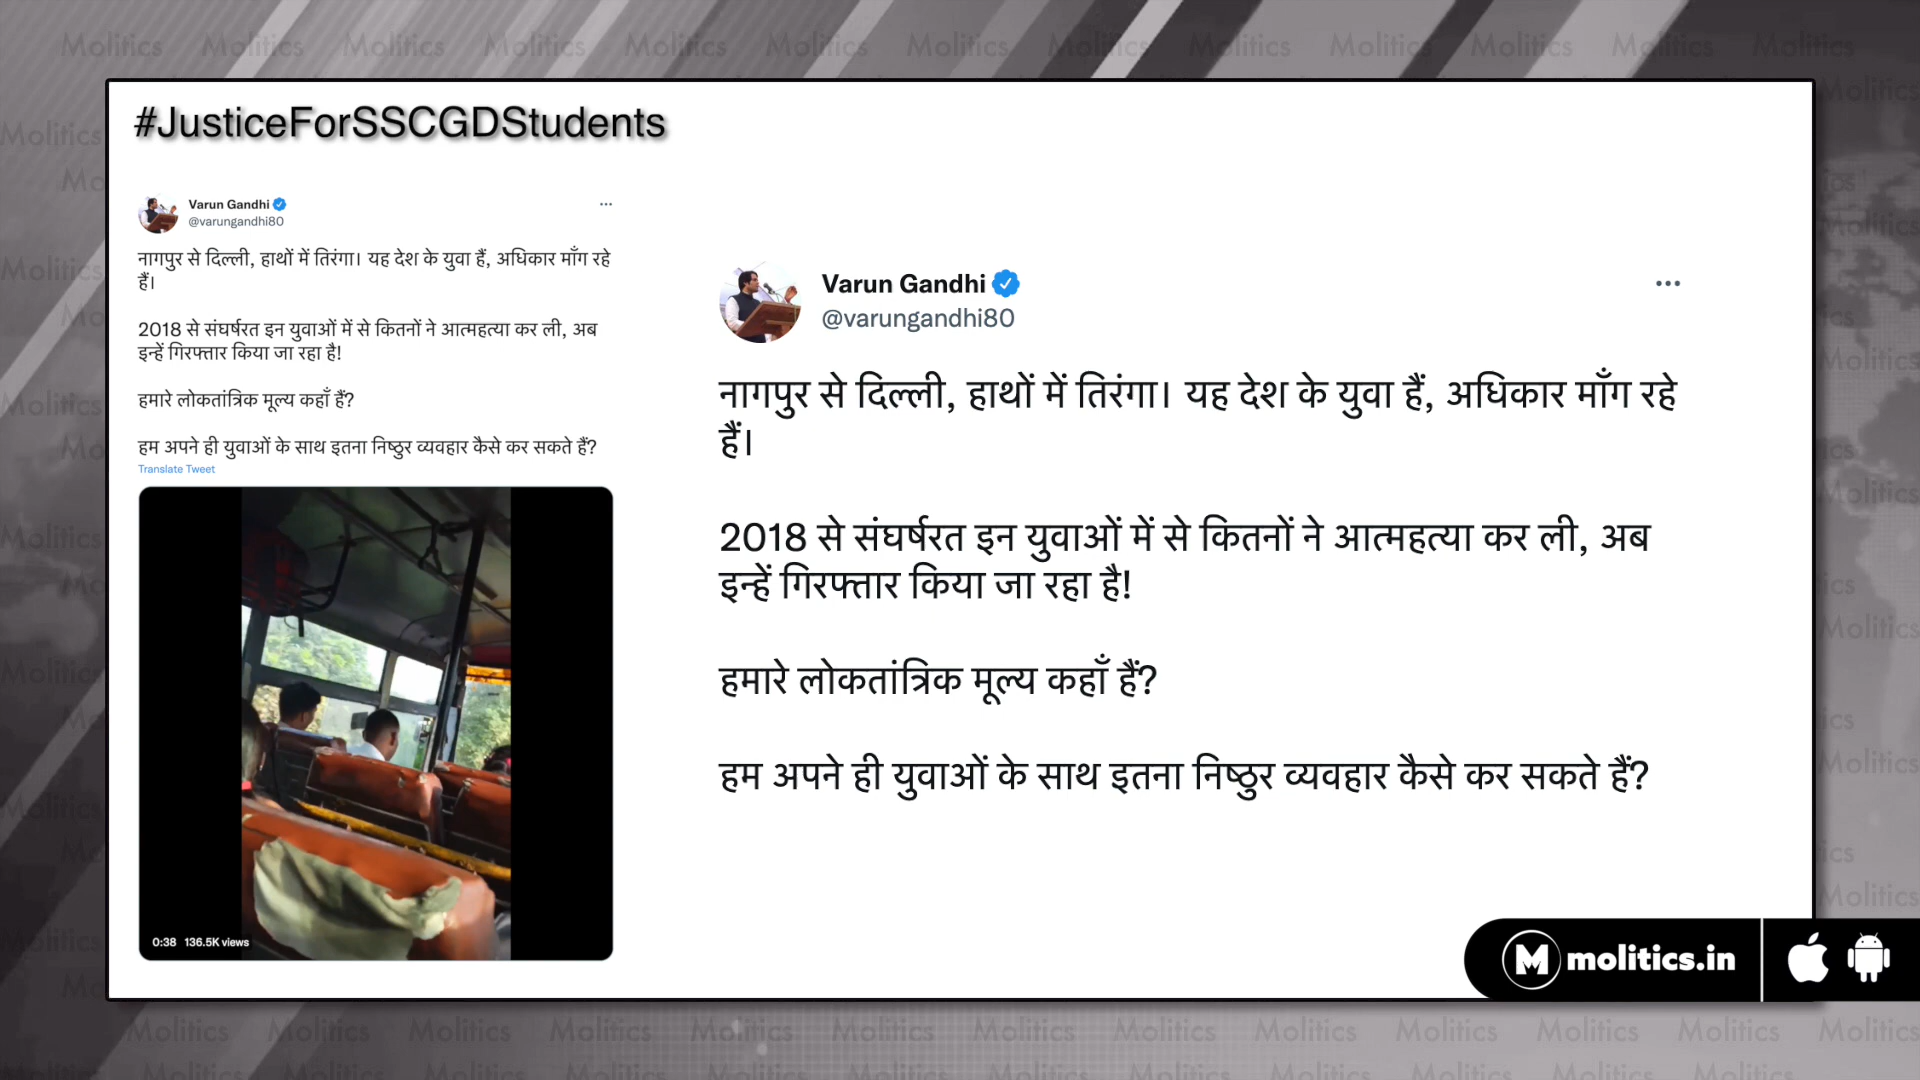 #JusticeForSSCGDStudents
Varun Gandhi
@varungandhi80
नागपुर से दिल्ली, हाथों में तिरंगा। यह देश के युवा हैं, अधिकार माँग रहे
हैं।
2018 से संघर्षरत इन युवाओं में से कितनों ने आत्महत्या कर ली, अब
इन्हें गिरफ्तार किया जा रहा है!
हमारे लोकतांत्रिक मूल्य कहाँ हैं?
हम अपने ही युवाओं के साथ इतना निष्ठुर व्यवहार कैसे कर सकते हैं?
Translate Tweet
0:38 136.5K views
Varun Gandhi
@varungandhi80
नागपुर से दिल्ली, हाथों में तिरंगा। यह देश के युवा हैं, अधिकार माँग रहे
हैं।
2018 से संघर्षरत इन युवाओं में से कितनों ने आत्महत्या कर ली, अब
इन्हें गिरफ्तार किया जा रहा है!
हमारे लोकतांत्रिक मूल्य कहाँ हैं?
हम अपने ही युवाओं के साथ इतना निष्ठुर व्यवहार कैसे कर सकते हैं?
M molitics.in